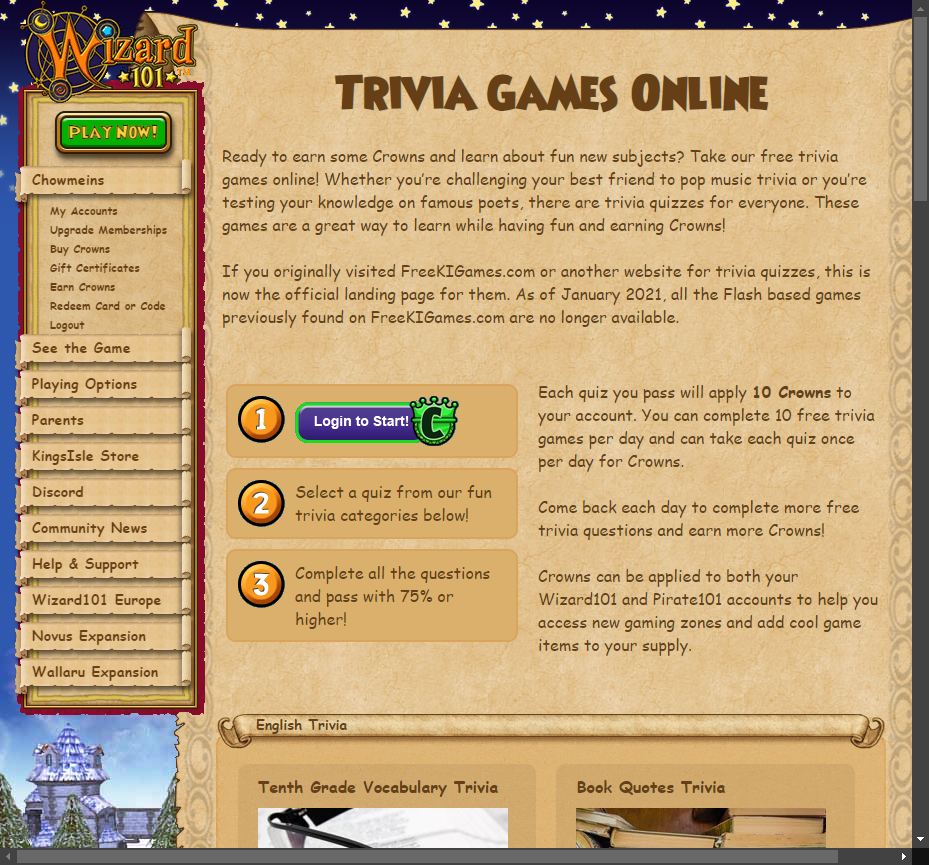 Wizard
101 TM
PLAY NOW!
Chowmeins
My Accounts
Upgrade Memberships
Buy Crowns
Gift Certificates
Earn Crowns
Redeem Card or Code
Logout
See the Game
Playing Options
Parents
KingsIsle Store
Discord
Community News
Help & Support
Wizard101 Europe
Novus Expansion
Wallaru Expansion
Trivia Games Online
Ready to earn some Crowns and learn about fun new subjects? Take our free trivia
games online! Whether you're challenging your best friend to pop music trivia or you're
testing your knowledge on famous poets, there are trivia quizzes for everyone. These
games are a great way to learn while having fun and earning Crowns!
If you originally visited FreeKIGames.com or another website for trivia quizzes, this is
now the official landing page for them. As of January 2021, all the Flash based games
previously found on FreeKIGames.com are no longer available.
1 Login to Start! C
2 Select a quiz from our fun
trivia categories below!
3 Complete all the questions
and pass with 75% or
higher!
Each quiz you pass will apply 10 Crowns to
your account. You can complete 10 free trivia
games per day and can take each quiz once
per day for Crowns.
Come back each day to complete more free
trivia questions and earn more Crowns!
Crowns can be applied to both your
Wizard101 and Pirate101 accounts to help you
access new gaming zones and add cool game
items to your supply.
English Trivia
Tenth Grade Vocabulary Trivia
Book Quotes Trivia